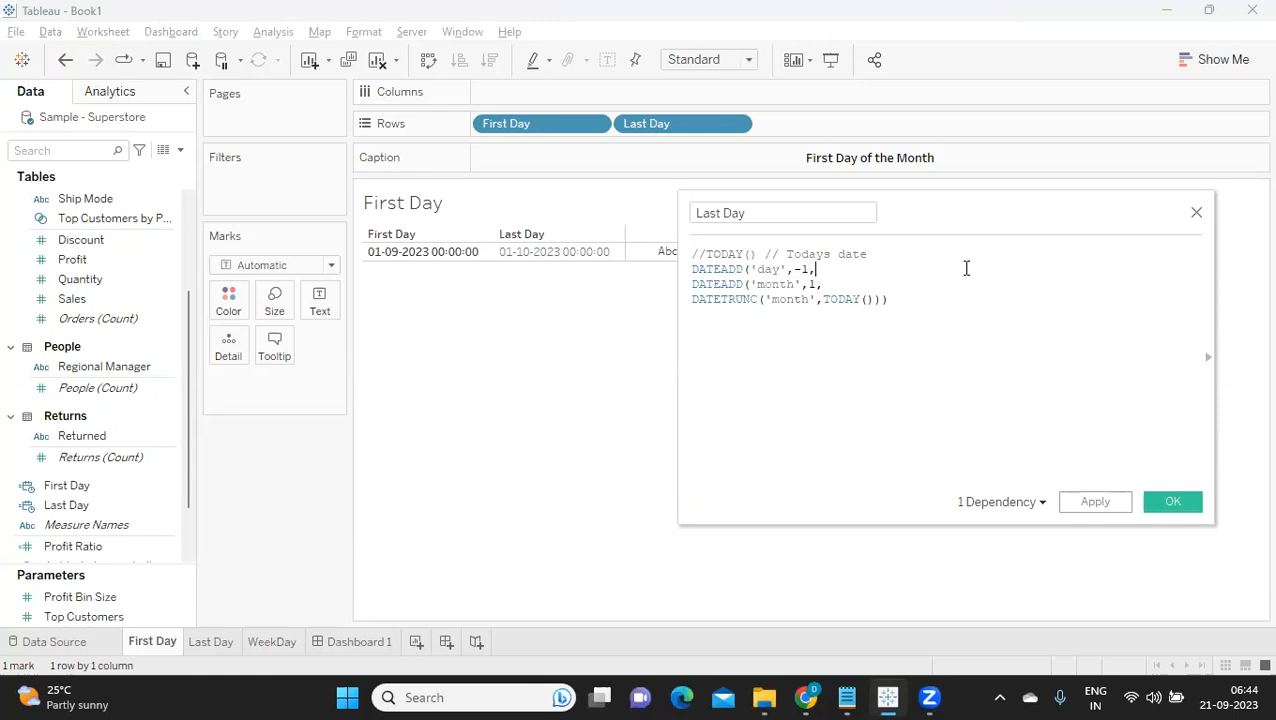 Tableau - Book1
File Data Worksheet Dashboard Story Analysis Map Format Server Window Help
Standard
Show Me
Data Analytics
Sample - Superstore
Search
Tables
Abc Ship Mode
Top Customers by P...
Discount
Profit
Quantity
Sales
Orders (Count)
People
Abc Regional Manager
People (Count)
Returns
Abc Returned
Returns (Count)
First Day
Last Day
Measure Names
Profit Ratio
Parameters
Profit Bin Size
Top Customers
Pages
Filters
Marks
Automatic
Color Size Text
Detail Tooltip
Columns
Rows First Day Last Day
Caption First Day of the Month
First Day
First Day Last Day
01-09-2023 00:00:00 01-10-2023 00:00:00 Abc
Last Day
//TODAY() // Todays date
DATEADD('day',-1,
DATEADD('month',1,
DATETRUNC('month',TODAY()))
1 Dependency Apply OK
Data Source First Day Last Day WeekDay Dashboard 1
1 mark 1 row by 1 column
25°C
Partly sunny
Search
ENG
IN
06:44
21-09-2023